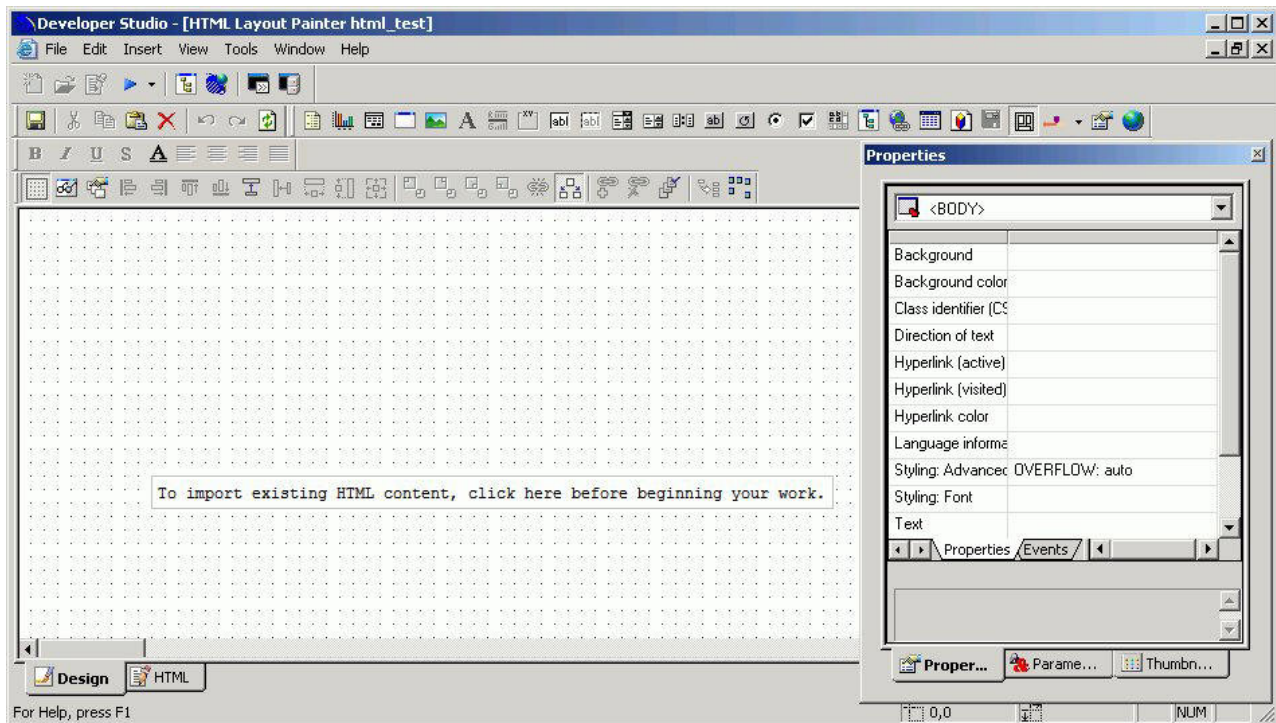 Developer Studio - [HTML Layout Painter html_test]
File Edit Insert View Tools Window Help
B I U S A
Properties
<BODY>
Background
Background color
Class identifier (CS
Direction of text
Hyperlink (active)
Hyperlink (visited)
Hyperlink color
Language informa
Styling: Advanced OVERFLOW: auto
Styling: Font
Text
To import existing HTML content, click here before beginning your work.
Properties Events
Proper... Parame... Thumbn...
Design HTML
For Help, press F1
0,0 NUM